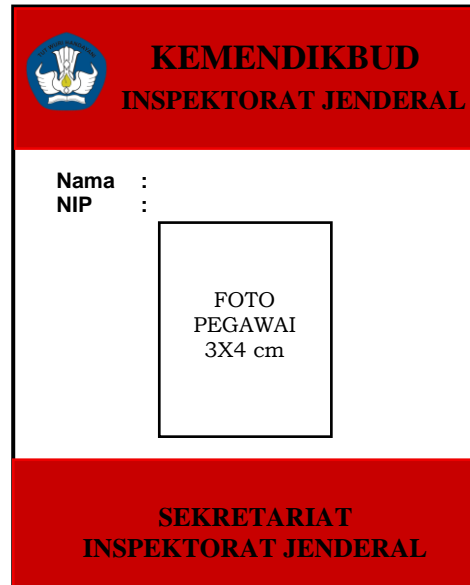 KEMENDIKBUD
INSPEKTORAT JENDERAL
Nama :
NIP :
FOTO
PEGAWAI
3X4 cm
SEKRETARIAT
INSPEKTORAT JENDERAL